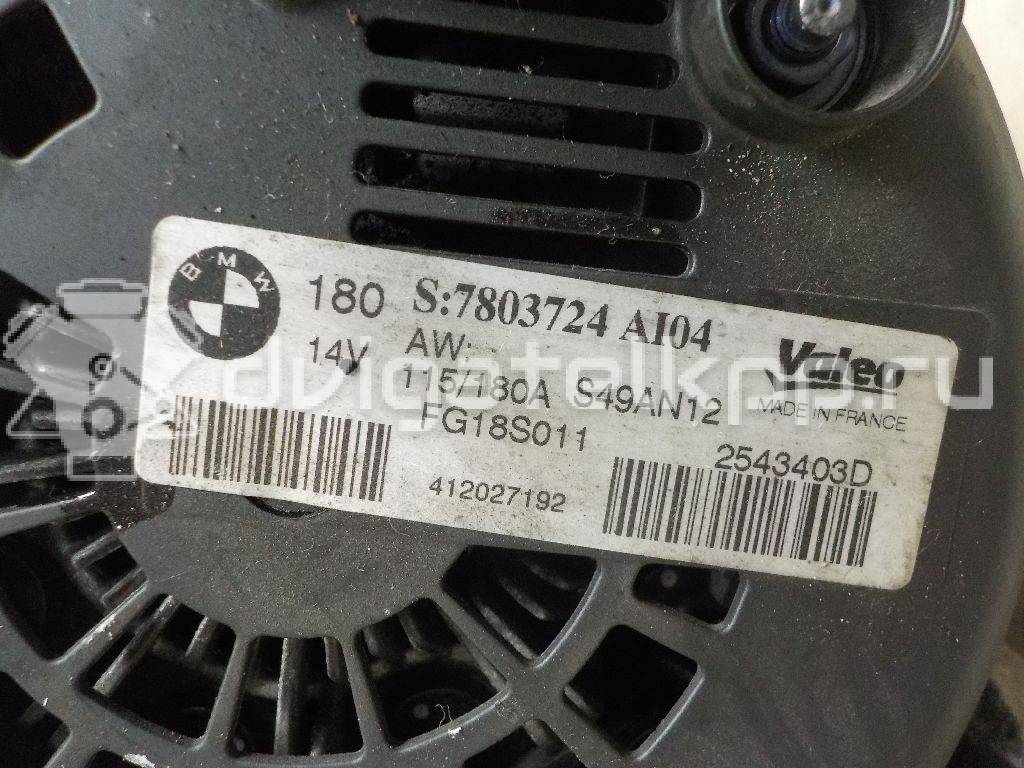 BMW
180 S:7803724 AI04
14V AW:
115/180A S49AN12
FG18S011
Valeo
MADE IN FRANCE
2543403D
412027192
dvigatelkpp.ru